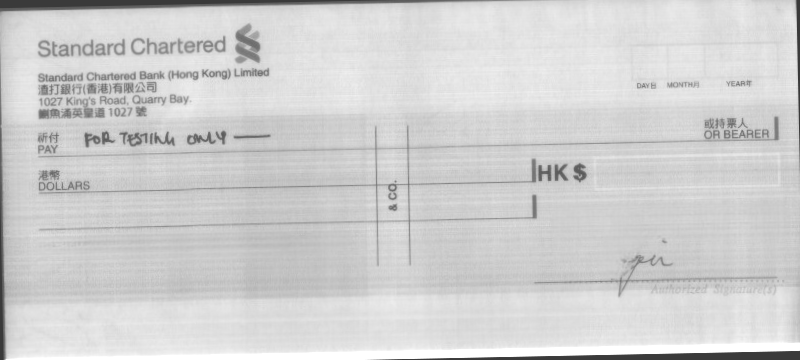 Standard Chartered
Standard Chartered Bank (Hong Kong) Limited
渣打銀行(香港)有限公司
1027 King's Road, Quarry Bay.
鰂魚涌英皇道 1027 號
DAY日 MONTH月 YEAR年
祈付 FOR TESTING ONLY 或持票人
PAY OR BEARER
港幣
DOLLARS
HK $
& CO.
Authorized Signature(s)